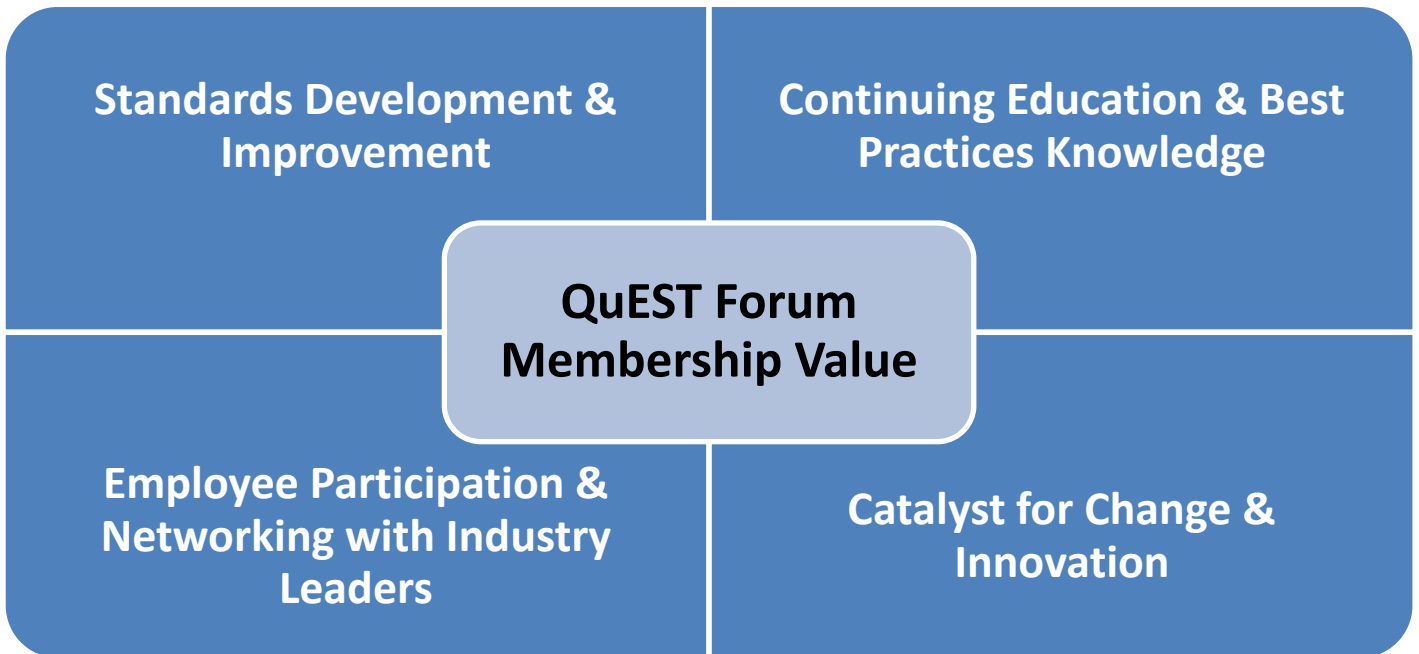 Standards Development &
Improvement
Continuing Education & Best
Practices Knowledge
QuEST Forum
Membership Value
Employee Participation &
Networking with Industry
Leaders
Catalyst for Change &
Innovation